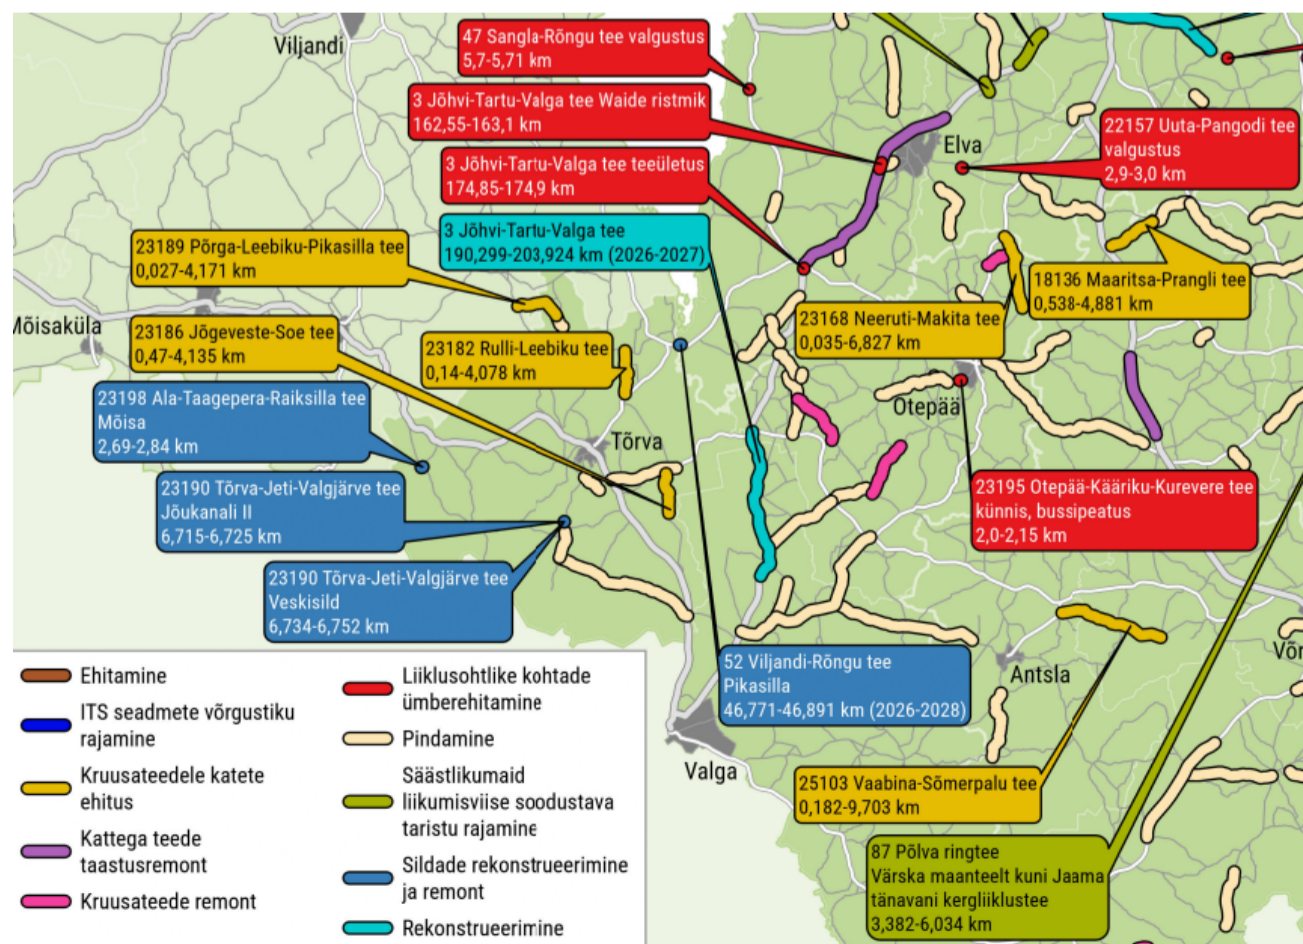 Viljandi
47 Sangla-Rõngu tee valgustus
5,7-5,71 km
3 Jõhvi-Tartu-Valga tee Waide ristmik
162,55-163,1 km
Elva
22157 Uuta-Pangodi tee
valgustus
2,9-3,0 km
3 Jõhvi-Tartu-Valga tee teeületus
174,85-174,9 km
3 Jõhvi-Tartu-Valga tee
190,299-203,924 km (2026-2027)
23189 Põrga-Leebiku-Pikasilla tee
0,027-4,171 km
18136 Maaritsa-Prangli tee
0,538-4,881 km
Mõisaküla
23186 Jõgeveste-Soe tee
0,47-4,135 km
23168 Neeruti-Makita tee
0,035-6,827 km
23182 Rulli-Leebiku tee
0,14-4,078 km
23198 Ala-Taagepera-Raiksilla tee
Mõisa
2,69-2,84 km
Otepää
Tõrva
23190 Tõrva-Jeti-Valgjärve tee
Jõukanali II
6,715-6,725 km
23195 Otepää-Kääriku-Kurevere tee
künnis, bussipeatus
2,0-2,15 km
23190 Tõrva-Jeti-Valgjärve tee
Veskisild
6,734-6,752 km
52 Viljandi-Rõngu tee
Pikasilla
46,771-46,891 km (2026-2028)
Antsla
Võr
Valga
25103 Vaabina-Sõmerpalu tee
0,182-9,703 km
87 Põlva ringtee
Värska maanteelt kuni Jaama
tänavani kergliiklustee
3,382-6,034 km
Ehitamine
ITS seadmete võrgustiku
rajamine
Kruusateedele katete
ehitus
Kattega teede
taastusremont
Kruusateede remont
Liiklusohtlike kohtade
ümberehitamine
Pindamine
Säästlikumaid
liikumisviise soodustava
taristu rajamine
Sildade rekonstrueerimine
ja remont
Rekonstrueerimine